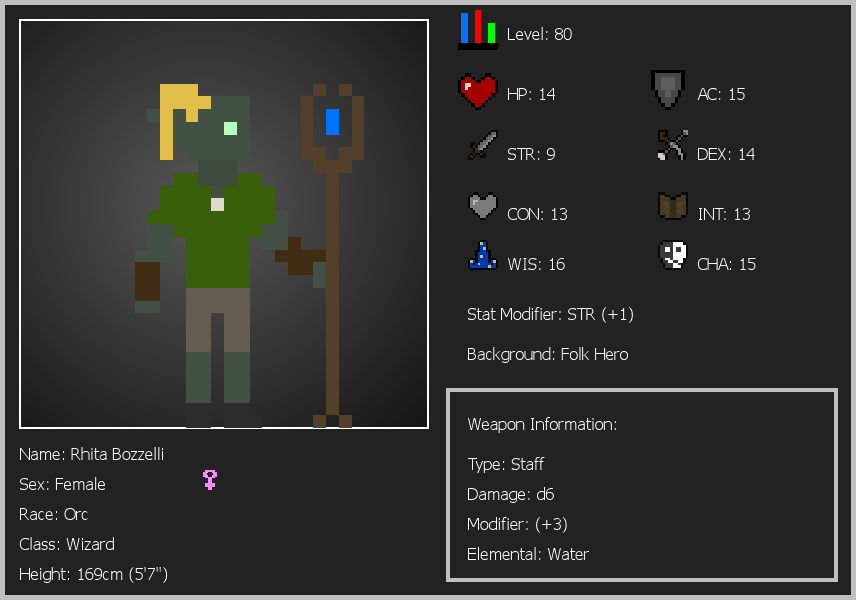 Level: 80
HP: 14
AC: 15
STR: 9
DEX: 14
CON: 13
INT: 13
WIS: 16
CHA: 15
Stat Modifier: STR (+1)
Background: Folk Hero
Weapon Information:
Type: Staff
Damage: d6
Modifier: (+3)
Elemental: Water
Name: Rhita Bozzelli
Sex: Female
Race: Orc
Class: Wizard
Height: 169cm (5'7")